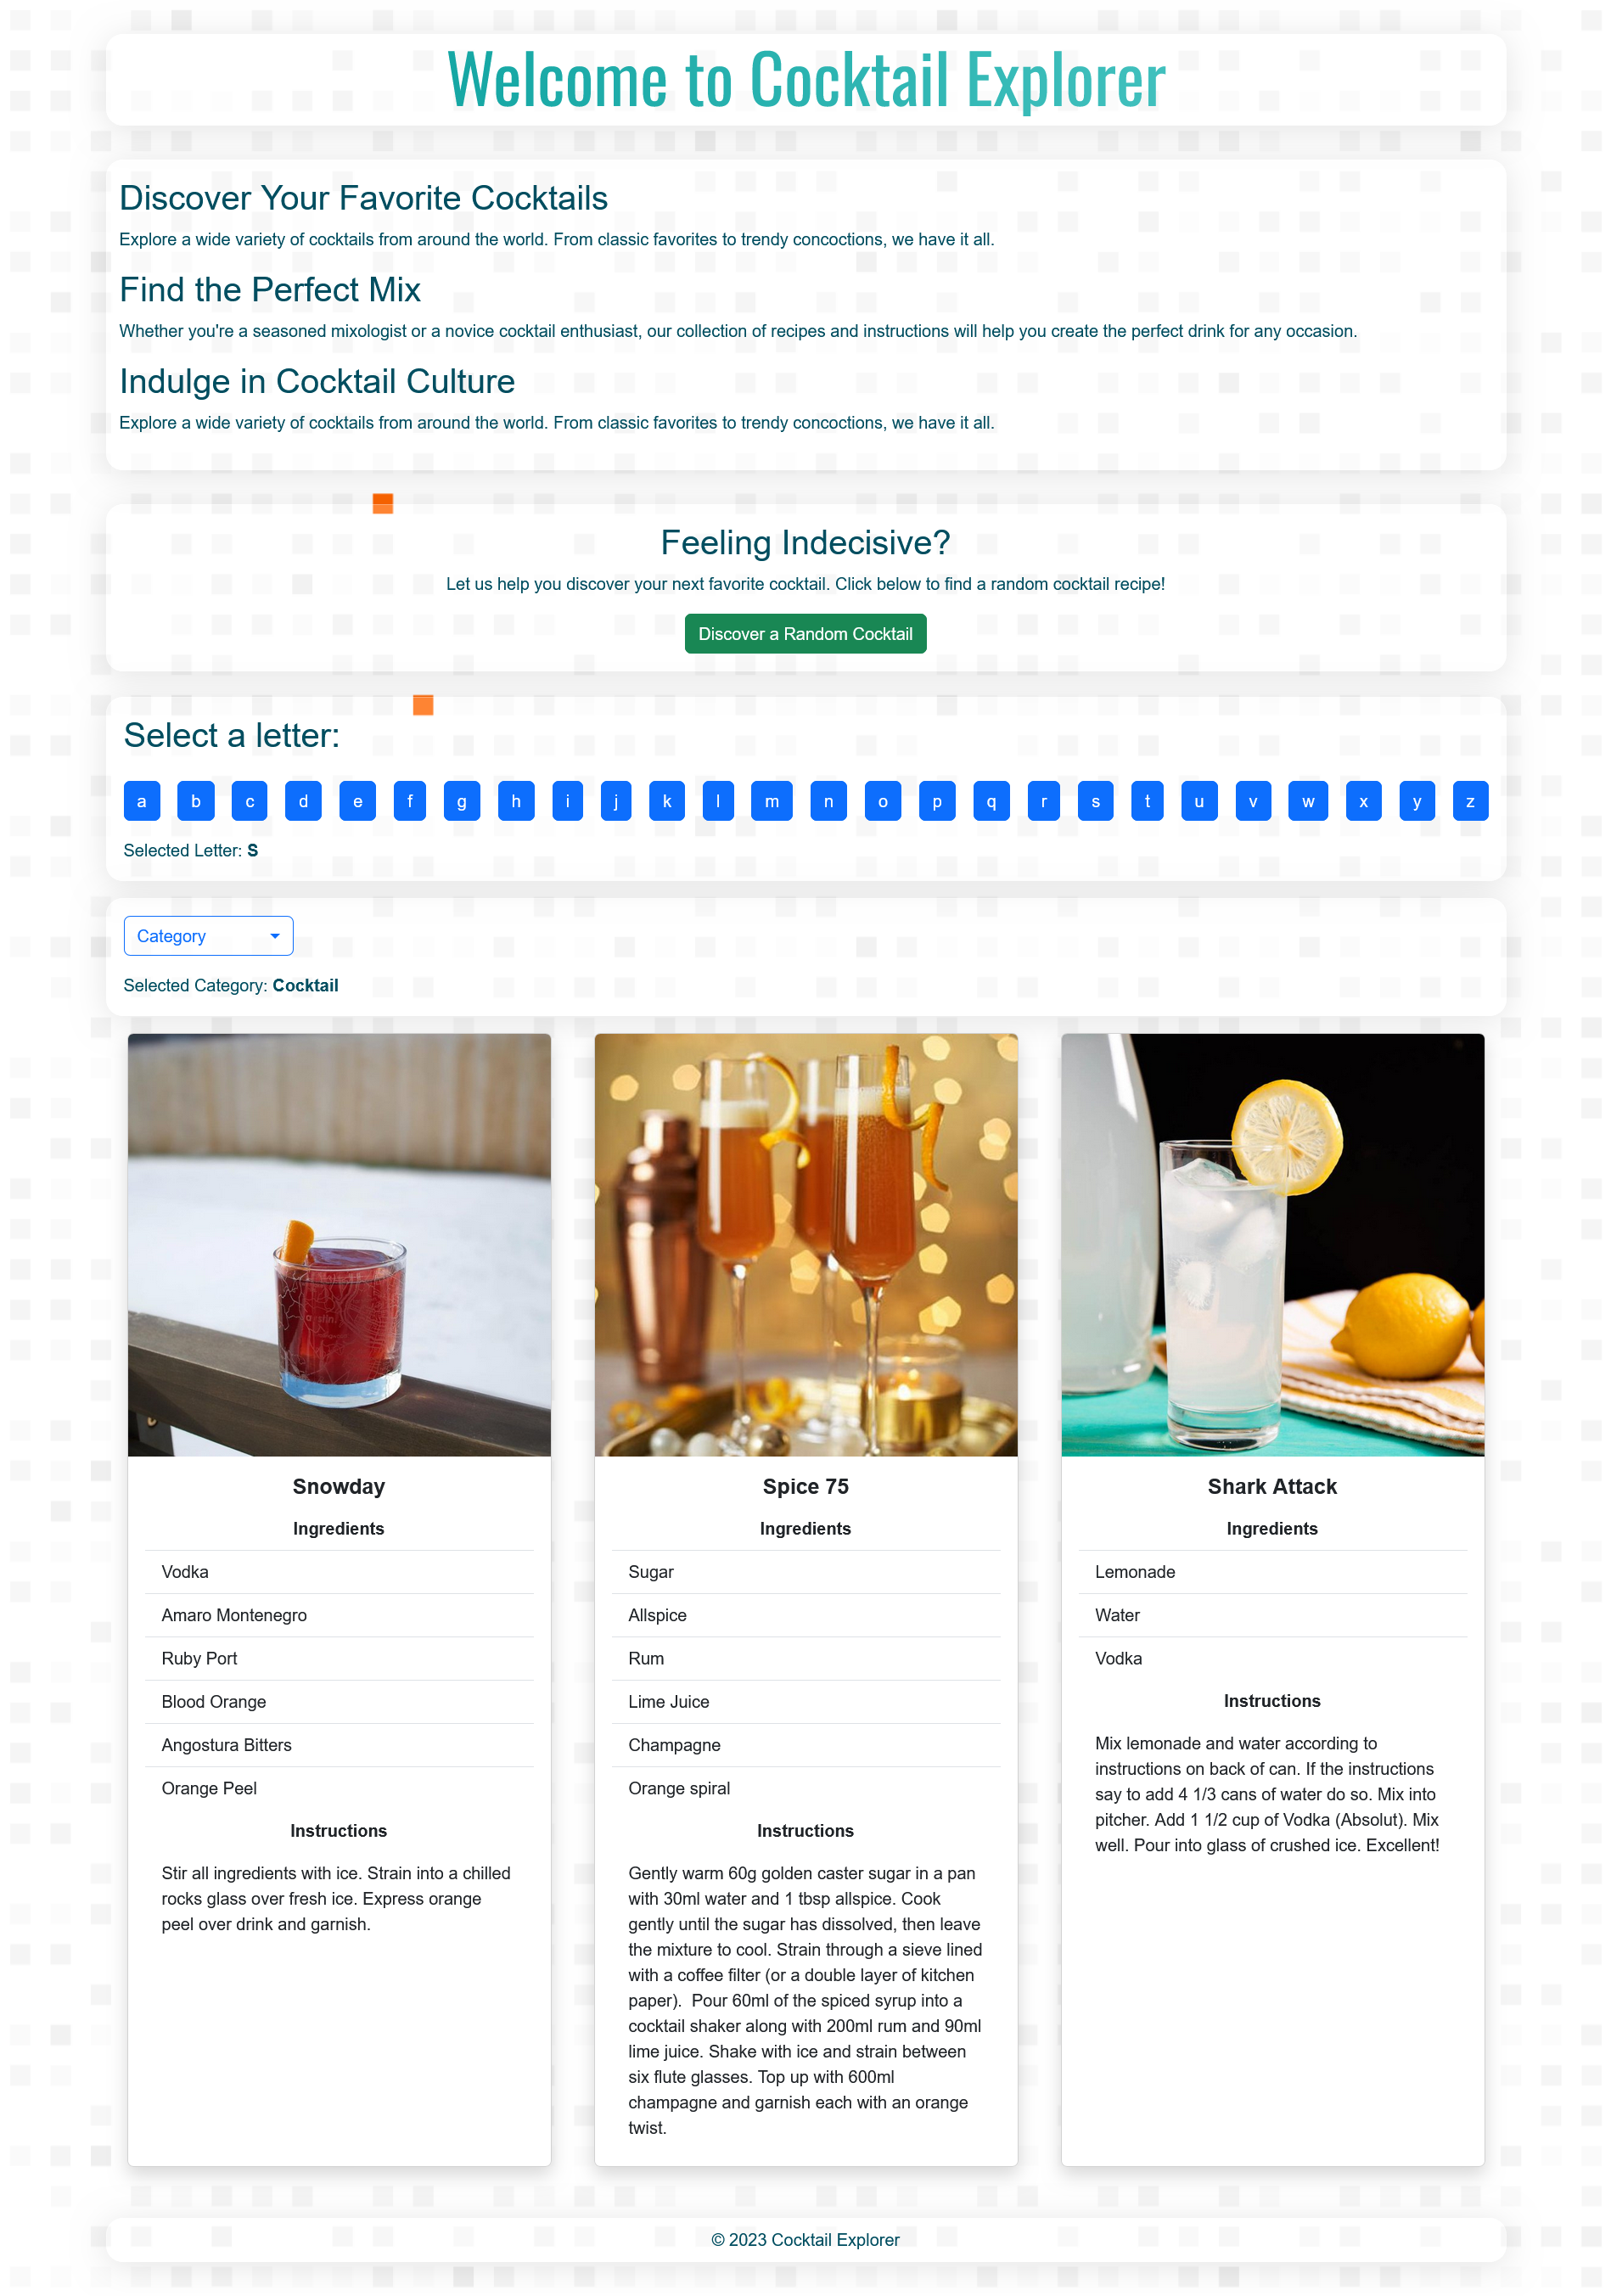 Welcome to Cocktail Explorer
Discover Your Favorite Cocktails
Explore a wide variety of cocktails from around the world. From classic favorites to trendy concoctions, we have it all.
Find the Perfect Mix
Whether you're a seasoned mixologist or a novice cocktail enthusiast, our collection of recipes and instructions will help you create the perfect drink for any occasion.
Indulge in Cocktail Culture
Explore a wide variety of cocktails from around the world. From classic favorites to trendy concoctions, we have it all.
Feeling Indecisive?
Let us help you discover your next favorite cocktail. Click below to find a random cocktail recipe!
Discover a Random Cocktail
Select a letter:
a b c d e f g h i j k l m n o p q r s t u v w x y z
Selected Letter: S
Category
Selected Category: Cocktail
Snowday
Ingredients
Vodka
Amaro Montenegro
Ruby Port
Blood Orange
Angostura Bitters
Orange Peel
Instructions
Stir all ingredients with ice. Strain into a chilled
rocks glass over fresh ice. Express orange
peel over drink and garnish.
Spice 75
Ingredients
Sugar
Allspice
Rum
Lime Juice
Champagne
Orange spiral
Instructions
Gently warm 60g golden caster sugar in a pan
with 30ml water and 1 tbsp allspice. Cook
gently until the sugar has dissolved, then leave
the mixture to cool. Strain through a sieve lined
with a coffee filter (or a double layer of kitchen
paper).  Pour 60ml of the spiced syrup into a
cocktail shaker along with 200ml rum and 90ml
lime juice. Shake with ice and strain between
six flute glasses. Top up with 600ml
champagne and garnish each with an orange
twist.
Shark Attack
Ingredients
Lemonade
Water
Vodka
Instructions
Mix lemonade and water according to
instructions on back of can. If the instructions
say to add 4 1/3 cans of water do so. Mix into
pitcher. Add 1 1/2 cup of Vodka (Absolut). Mix
well. Pour into glass of crushed ice. Excellent!
© 2023 Cocktail Explorer